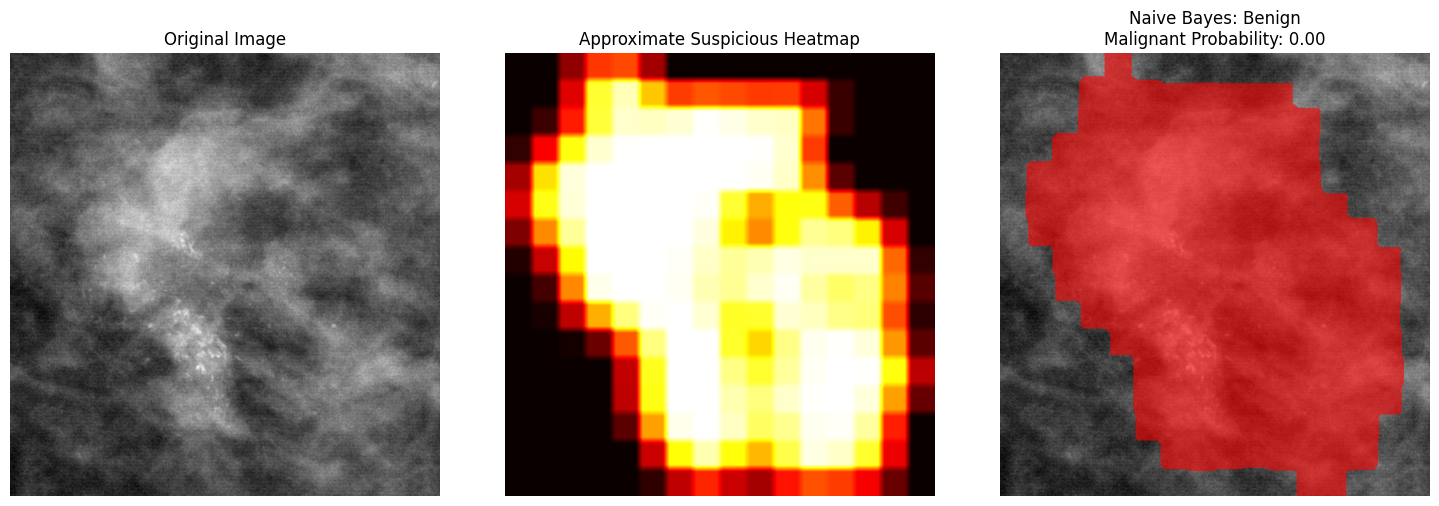 Original Image
Approximate Suspicious Heatmap
Naive Bayes: Benign
Malignant Probability: 0.00